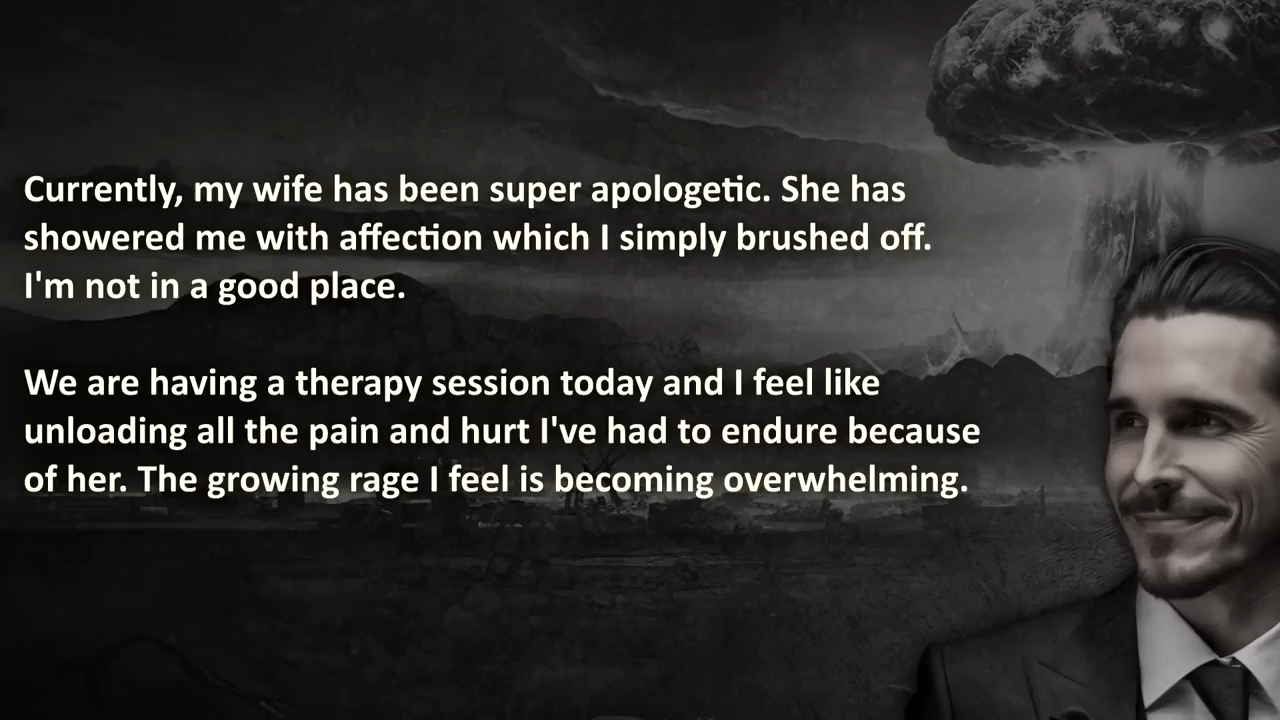 Currently, my wife has been super apologetic. She has
showered me with affection which I simply brushed off.
I'm not in a good place.
We are having a therapy session today and I feel like
unloading all the pain and hurt I've had to endure because
of her. The growing rage I feel is becoming overwhelming.